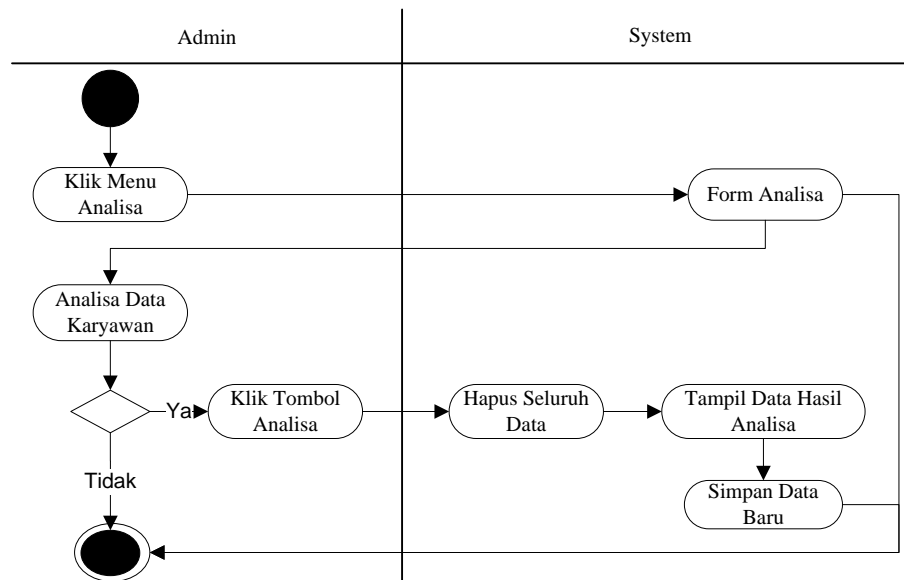 Admin
System
Klik Menu
Analisa
Form Analisa
Analisa Data
Karyawan
Ya
Klik Tombol
Analisa
Hapus Seluruh
Data
Tampil Data Hasil
Analisa
Tidak
Simpan Data
Baru